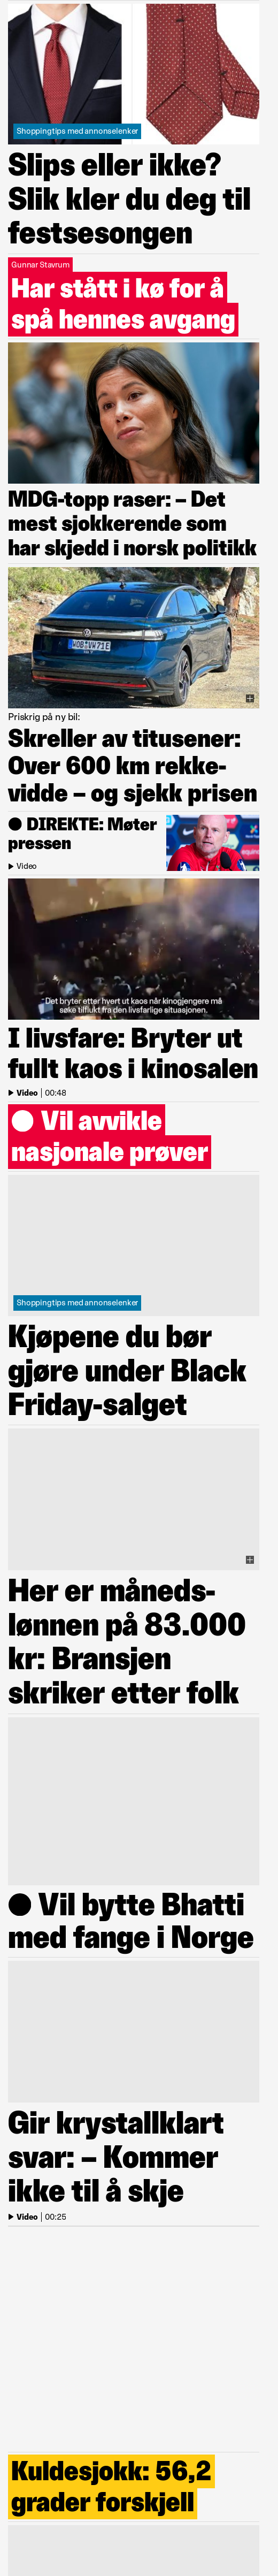 Shoppingtips med annonselenker
Slips eller ikke?
Slik kler du deg til
festsesongen
Gunnar Stavrum
Har stått i kø for å
spå hennes avgang
MDG-topp raser: – Det
mest sjokkerende som
har skjedd i norsk politikk
WOB·VW71E
Priskrig på ny bil:
Skreller av titusener:
Over 600 km rekke-
vidde – og sjekk prisen
● DIREKTE: Møter
pressen
Video
"Det bryter etter hvert ut kaos når kinogjengere må
søke tilflukt fra den livsfarlige situasjonen.
I livsfare: Bryter ut
fullt kaos i kinosalen
Video | 00:48
● Vil avvikle
nasjonale prøver
Shoppingtips med annonselenker
Kjøpene du bør
gjøre under Black
Friday-salget
Her er måneds-
lønnen på 83.000
kr: Bransjen
skriker etter folk
● Vil bytte Bhatti
med fange i Norge
Gir krystallklart
svar: – Kommer
ikke til å skje
Video | 00:25
Kuldesjokk: 56,2
grader forskjell